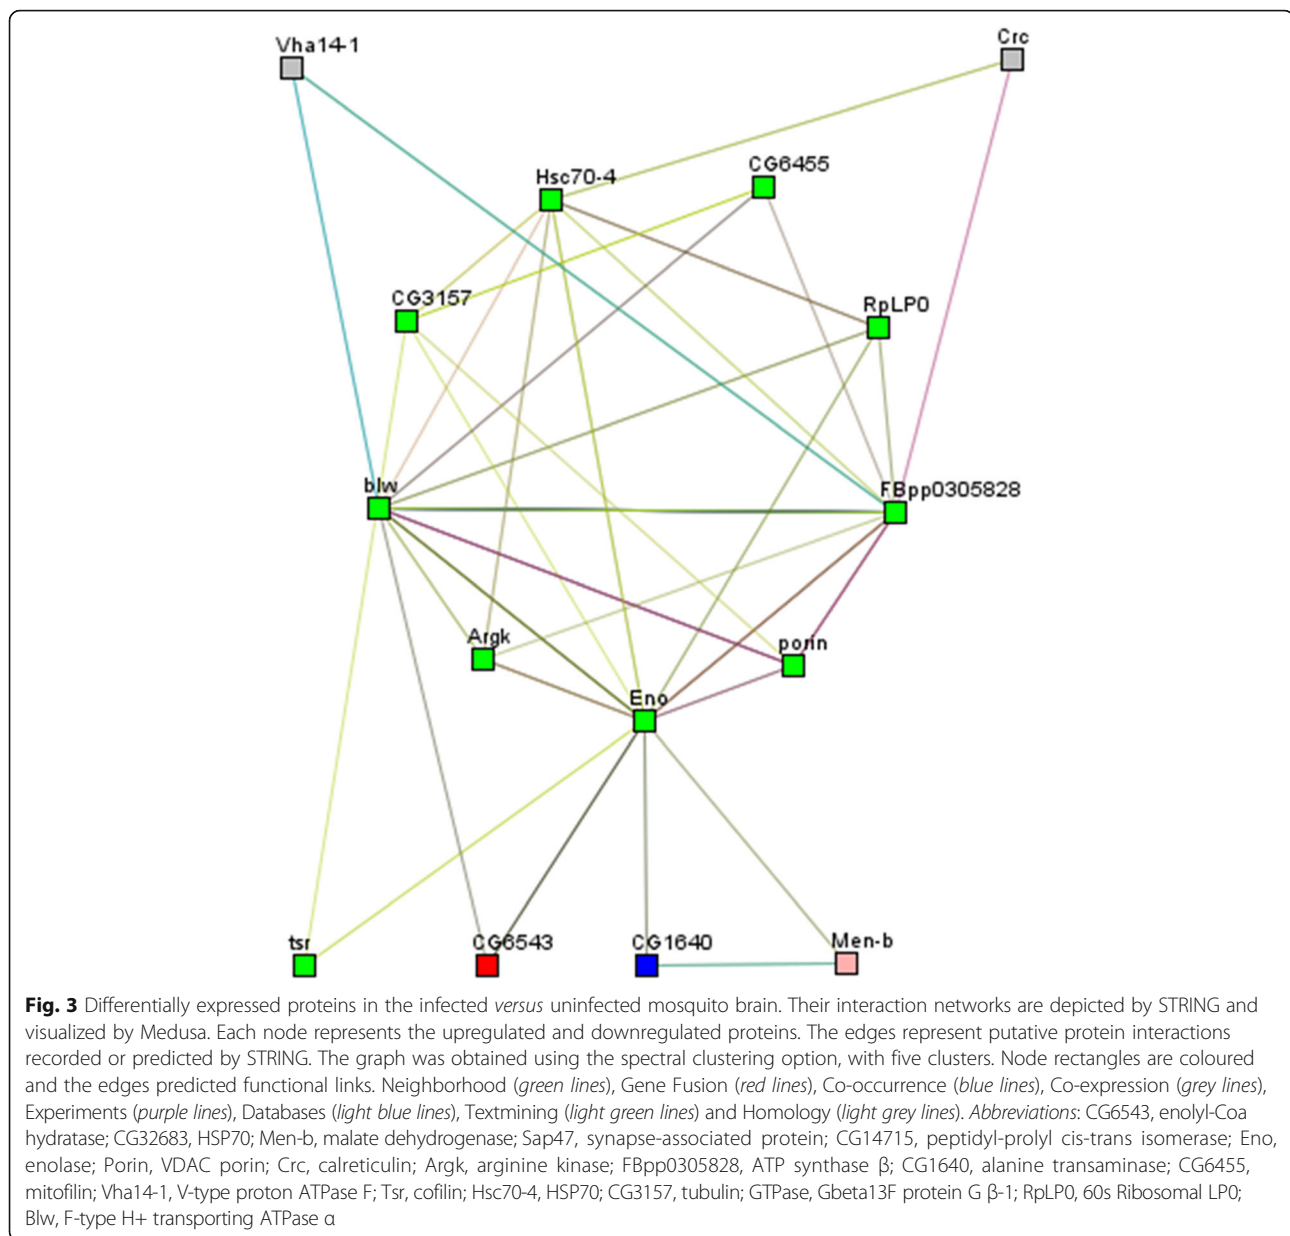 Vha14-1
Crc
Hsc70-4
CG6455
CG3157
RpLP0
blw
FBpp0305828
Argk
porin
Eno
tsr
CG6543
CG1640
Men-b
Fig. 3 Differentially expressed proteins in the infected versus uninfected mosquito brain. Their interaction networks are depicted by STRING and
visualized by Medusa. Each node represents the upregulated and downregulated proteins. The edges represent putative protein interactions
recorded or predicted by STRING. The graph was obtained using the spectral clustering option, with five clusters. Node rectangles are coloured
and the edges predicted functional links. Neighborhood (green lines), Gene Fusion (red lines), Co-occurrence (blue lines), Co-expression (grey lines),
Experiments (purple lines), Databases (light blue lines), Textmining (light green lines) and Homology (light grey lines). Abbreviations: CG6543, enolyl-Coa
hydratase; CG32683, HSP70; Men-b, malate dehydrogenase; Sap47, synapse-associated protein; CG14715, peptidyl-prolyl cis-trans isomerase; Eno,
enolase; Porin, VDAC porin; Crc, calreticulin; Argk, arginine kinase; FBpp0305828, ATP synthase β; CG1640, alanine transaminase; CG6455,
mitofilin; Vha14-1, V-type proton ATPase F; Tsr, cofilin; Hsc70-4, HSP70; CG3157, tubulin; GTPase, Gbeta13F protein G β-1; RpLP0, 60s Ribosomal LP0;
Blw, F-type H+ transporting ATPase α